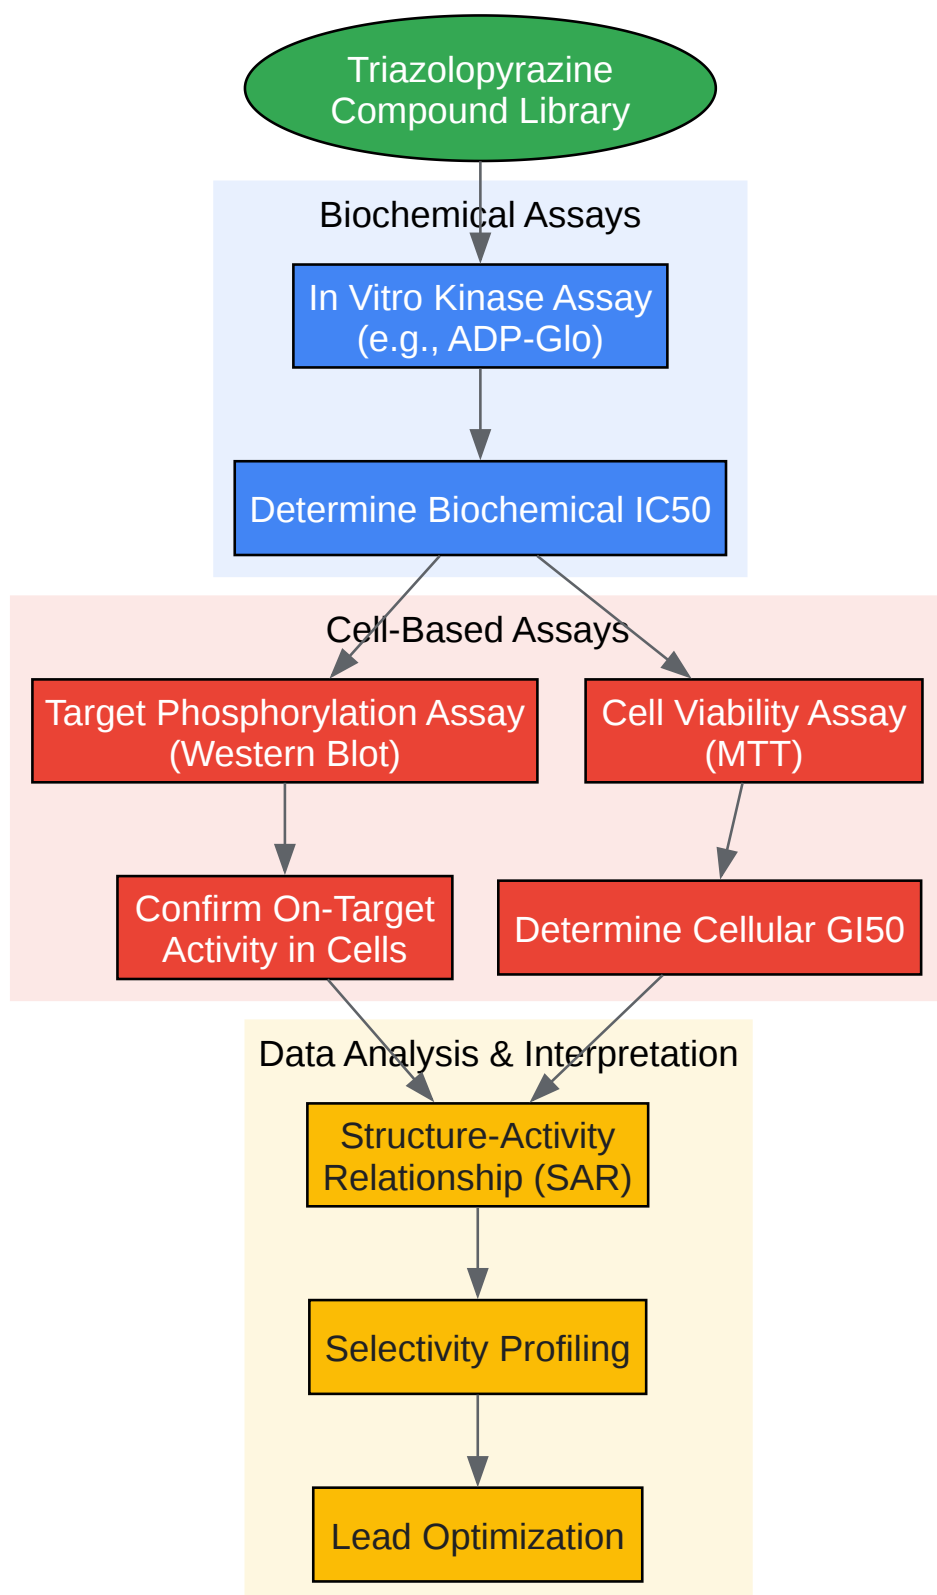 Triazolopyrazine
Compound Library
Biochemical Assays
In Vitro Kinase Assay
(e.g., ADP-Glo)
Determine Biochemical IC50
Cell-Based Assays
Target Phosphorylation Assay
(Western Blot)
Cell Viability Assay
(MTT)
Confirm On-Target
Activity in Cells
Determine Cellular GI50
Data Analysis & Interpretation
Structure-Activity
Relationship (SAR)
Selectivity Profiling
Lead Optimization